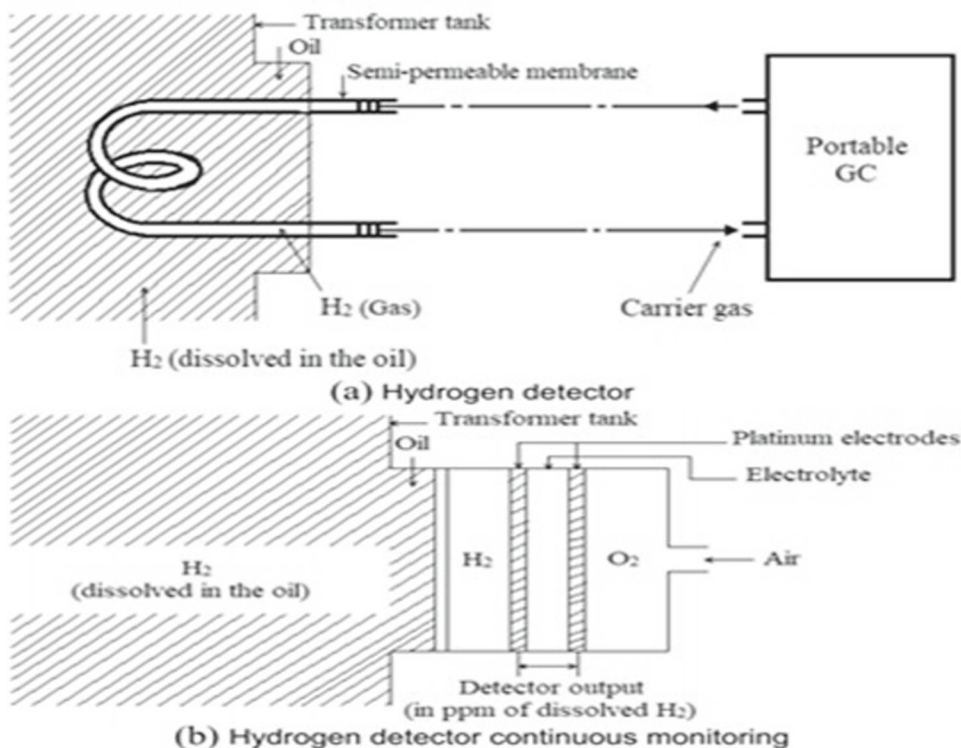 Transformer tank
Oil
Semi-permeable membrane
Portable
GC
H₂ (Gas)
Carrier gas
H₂ (dissolved in the oil)
(a) Hydrogen detector
Transformer tank
Oil
Platinum electrodes
Electrolyte
H₂
(dissolved in the oil)
H₂
O₂
Air
Detector output
(in ppm of dissolved H₂)
(b) Hydrogen detector continuous monitoring